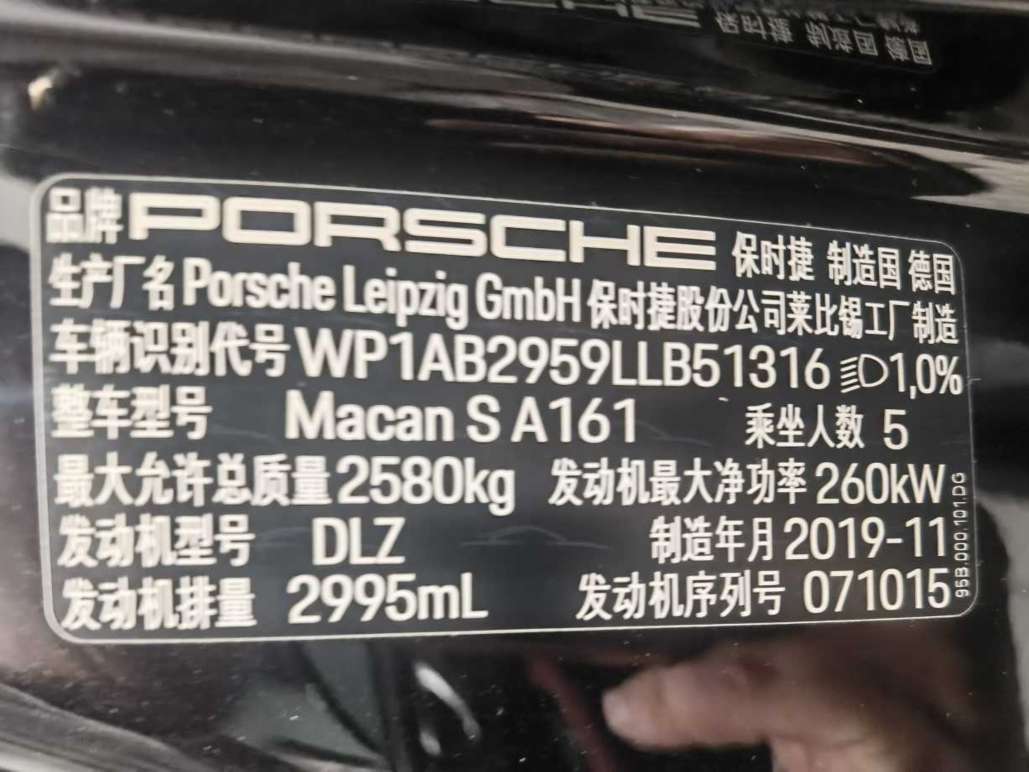 品牌 PORSCHE 保时捷 制造国 德国
生产厂名 Porsche Leipzig GmbH 保时捷股份公司莱比锡工厂制造
车辆识别代号 WP1AB2959LLB51316 1,0%
整车型号 Macan S A161 乘坐人数 5
最大允许总质量 2580kg 发动机最大净功率 260kW
发动机型号 DLZ 制造年月 2019-11
发动机排量 2995mL 发动机序列号 071015
95B.000.101.DG